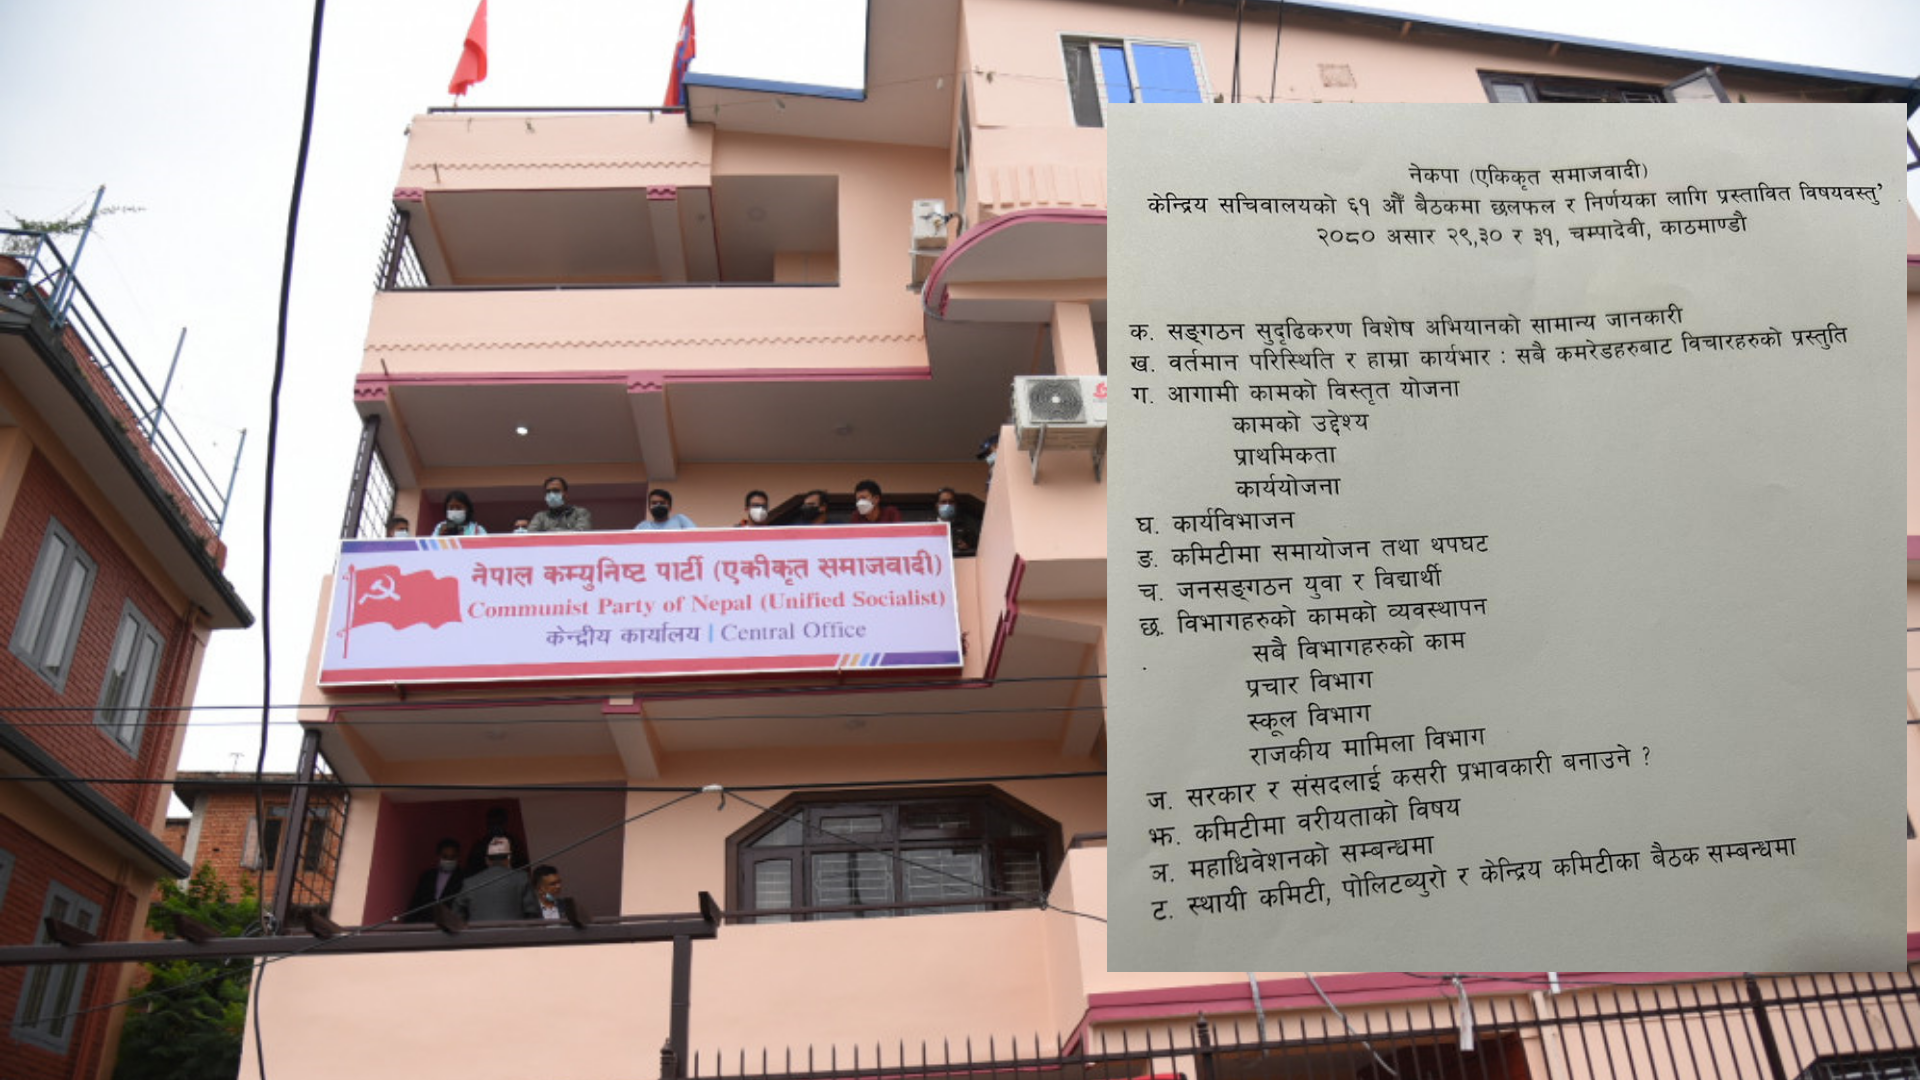 नेपाल कम्युनिष्ट पार्टी (एकीकृत समाजवादी)
Communist Party of Nepal (Unified Socialist)
केन्द्रीय कार्यालय | Central Office
नेकपा (एकिकृत समाजवादी)
केन्द्रिय सचिवालयको ६१ औँ बैठकमा छलफल र निर्णयका लागि प्रस्तावित विषयवस्तु’
२०८० असार २९,३० र ३१, चम्पादेवी, काठमाण्डौ
क. सङ्गठन सुदृढिकरण विशेष अभियानको सामान्य जानकारी
ख. वर्तमान परिस्थिति र हाम्रा कार्यभार : सबै कमरेडहरुबाट विचारहरुको प्रस्तुति
ग. आगामी कामको विस्तृत योजना
कामको उद्देश्य
प्राथमिकता
कार्ययोजना
घ. कार्यविभाजन
ङ. कमिटीमा समायोजन तथा थपघट
च. जनसङ्गठन युवा र विद्यार्थी
छ. विभागहरुको कामको व्यवस्थापन
सबै विभागहरुको काम
प्रचार विभाग
स्कूल विभाग
राजकीय मामिला विभाग
ज. सरकार र संसदलाई कसरी प्रभावकारी बनाउने ?
झ. कमिटीमा वरीयताको विषय
ञ. महाधिवेशनको सम्बन्धमा
ट. स्थायी कमिटी, पोलिटब्युरो र केन्द्रिय कमिटीका बैठक सम्बन्धमा